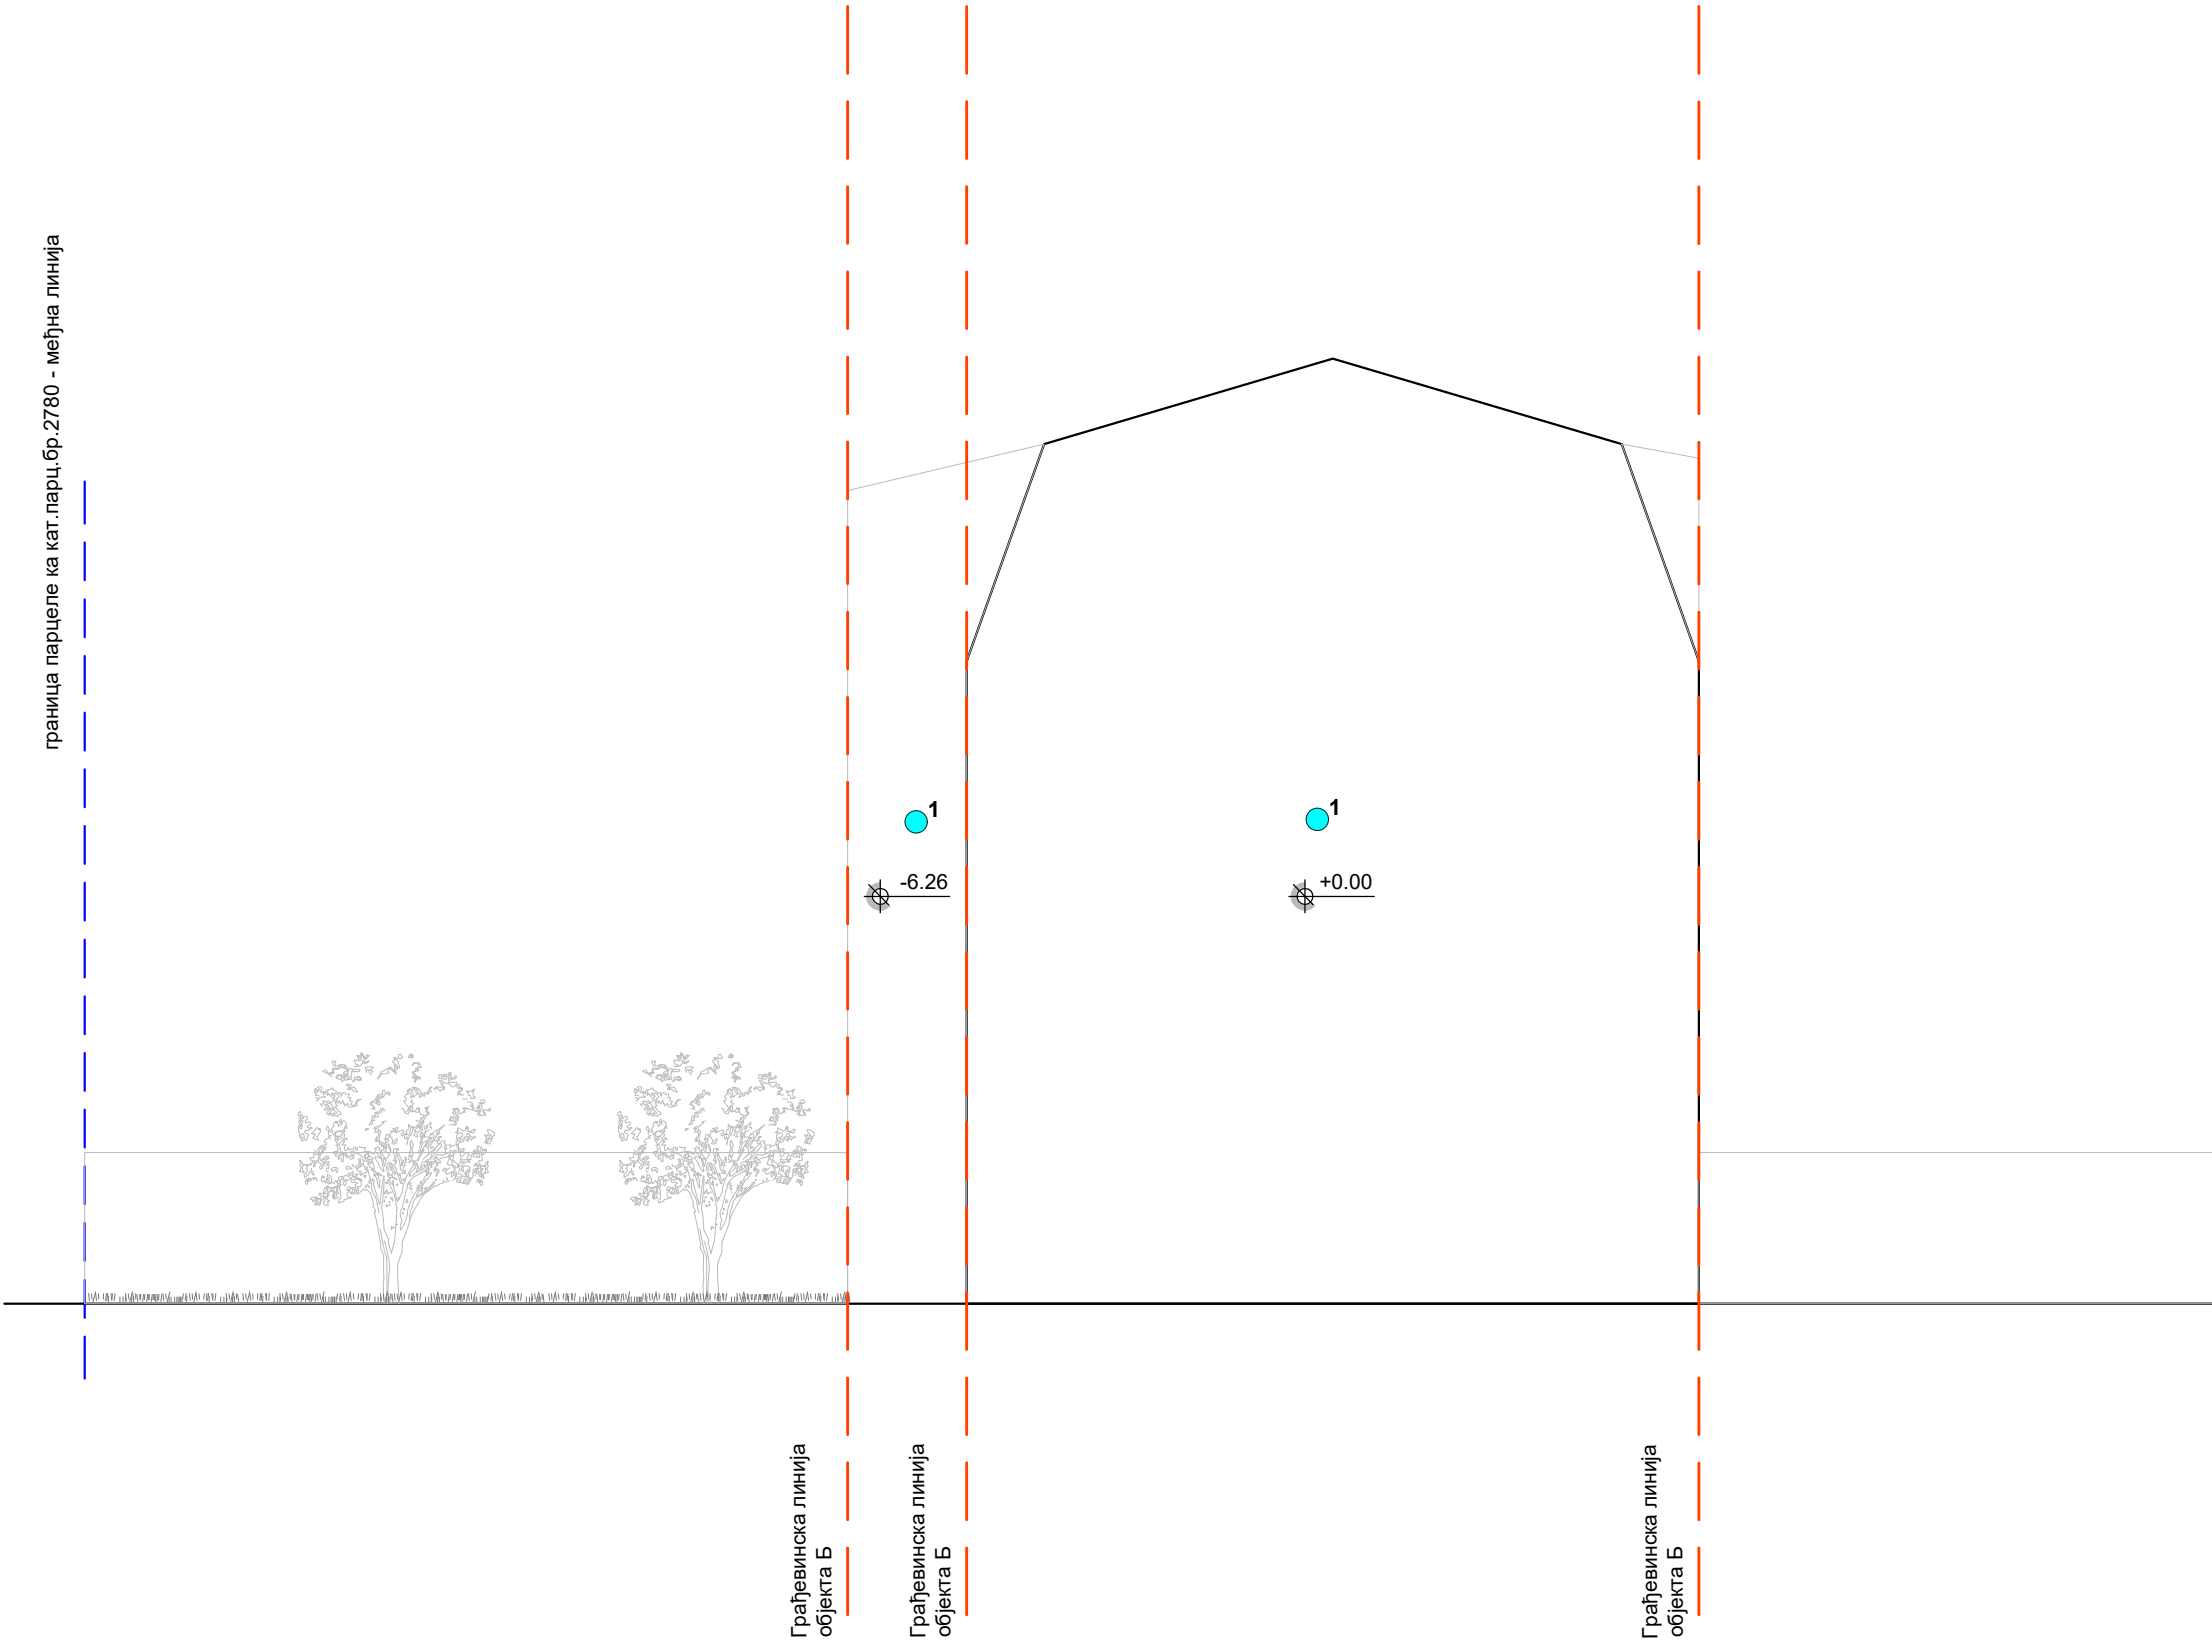 граница парцеле ка кат.парц.бр.2780 - међна линија
1
1
-6.26
+0.00
Грађевинска линија
објекта Б
Грађевинска линија
објекта Б
Грађевинска линија
објекта Б